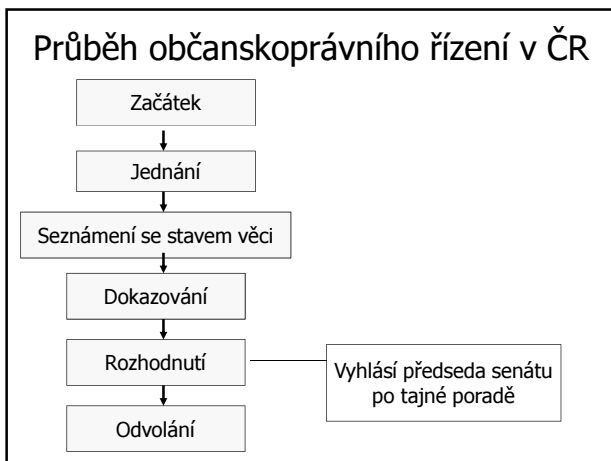 Průběh občanskoprávního řízení v ČR
Začátek
Jednání
Seznámení se stavem věci
Dokazování
Rozhodnutí
Vyhlásí předseda senátu
po tajné poradě
Odvolání